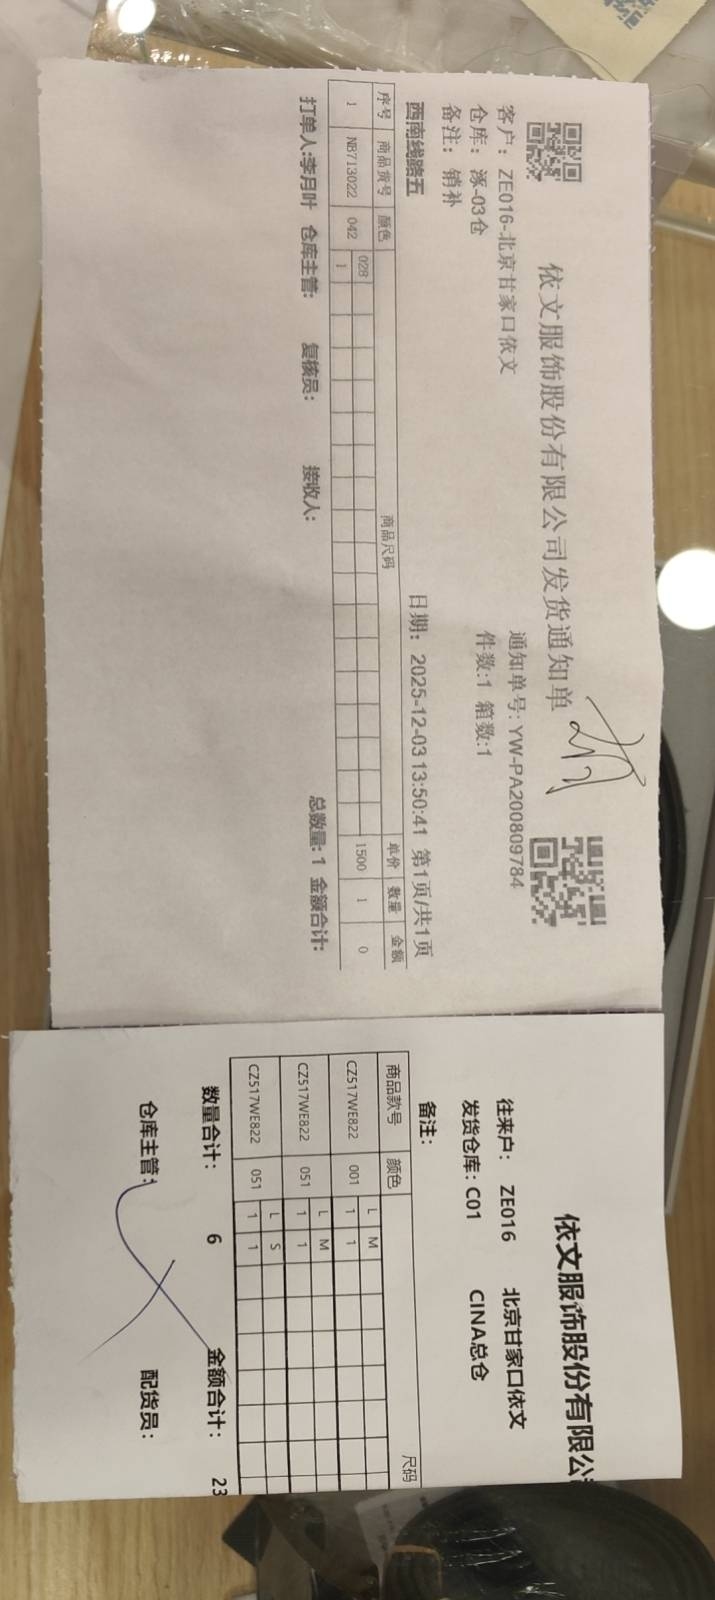 依文服饰股份有限公司发货通知单
客户： ZE016-北京甘家口依文
通知单号: YW-PA200809784
仓库： 涿-03仓
件数:1 箱数:1
备注： 销补
西南线路五
日期： 2025-12-03 13:50:41 第1页/共1页
序号 商品货号 颜色 商品尺码 单价 数量 金额
028
1 NB713022 042 1 1500 1 0
打单人:李月叶 仓库主管: 复核员: 接收人: 总数量: 1 金额合计:
依文服饰股份有限公
往来户： ZE016 北京甘家口依文
发货仓库: C01 CINA总仓
备注:
商品款号 颜色 尺码
L M
CZ517WE822 001 1 1
L M
CZ517WE822 051 1 1
L S
CZ517WE822 051 1 1
数量合计: 6 金额合计: 23
仓库主管: 配货员: